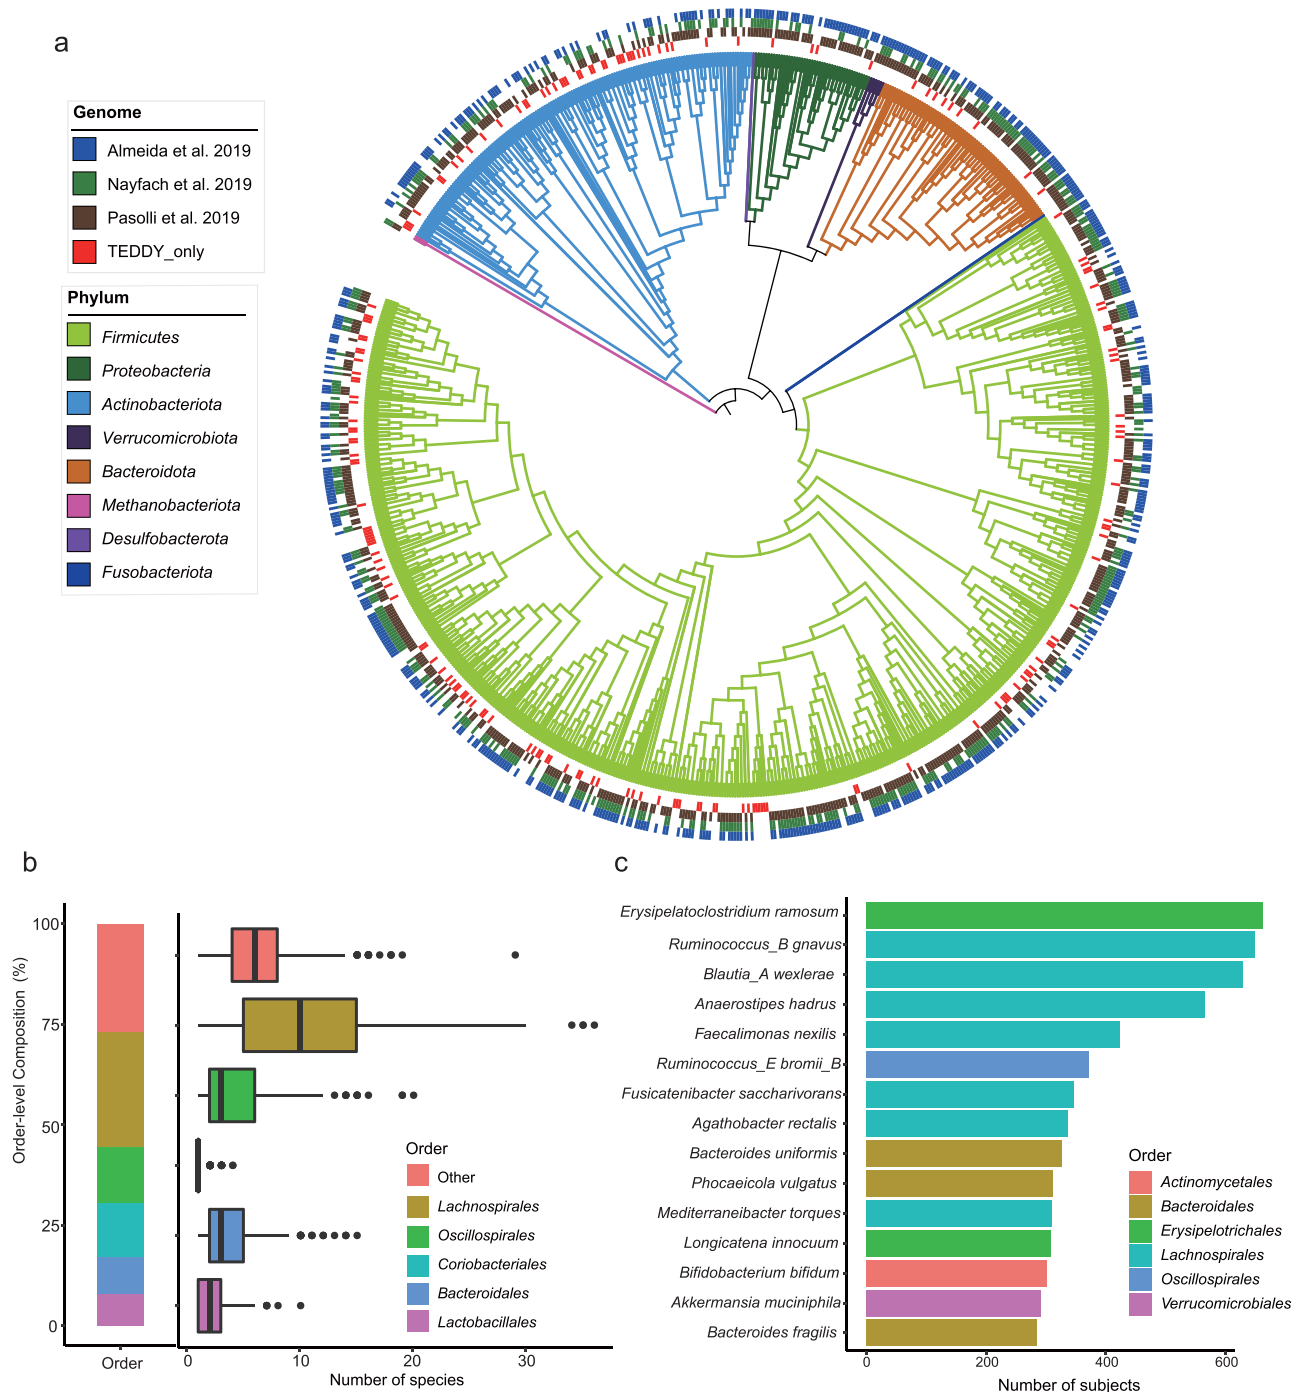 a
Genome
Almeida et al. 2019
Nayfach et al. 2019
Pasolli et al. 2019
TEDDY_only
Phylum
Firmicutes
Proteobacteria
Actinobacteriota
Verrucomicrobiota
Bacteroidota
Methanobacteriota
Desulfobacterota
Fusobacteriota
b
Order-level Composition (%)
100
75
50
25
0
Order
Order
Other
Lachnospirales
Oscillospirales
Coriobacteriales
Bacteroidales
Lactobacillales
0 10 20 30
Number of species
c
Erysipelatoclostridium ramosum
Ruminococcus_B gnavus
Blautia_A wexlerae
Anaerostipes hadrus
Faecalimonas nexilis
Ruminococcus_E bromii_B
Fusicatenibacter saccharivorans
Agathobacter rectalis
Bacteroides uniformis
Phocaeicola vulgatus
Mediterraneibacter torques
Longicatena innocuum
Bifidobacterium bifidum
Akkermansia muciniphila
Bacteroides fragilis
Order
Actinomycetales
Bacteroidales
Erysipelotrichales
Lachnospirales
Oscillospirales
Verrucomicrobiales
0 200 400 600
Number of subjects